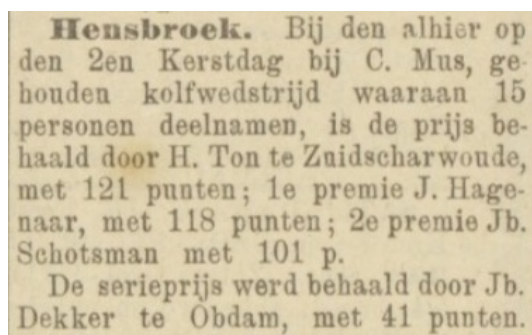 Hensbroek. Bij den alhier op
den 2en Kerstdag bij C. Mus, ge-
houden kolfwedstrijd waaraan 15
personen deelnamen, is de prijs be-
haald door H. Ton te Zuidscharwoude,
met 121 punten; 1e premie J. Hage-
naar, met 118 punten; 2e premie Jb.
Schotsman met 101 p.
De serieprijs werd behaald door Jb.
Dekker te Obdam, met 41 punten.